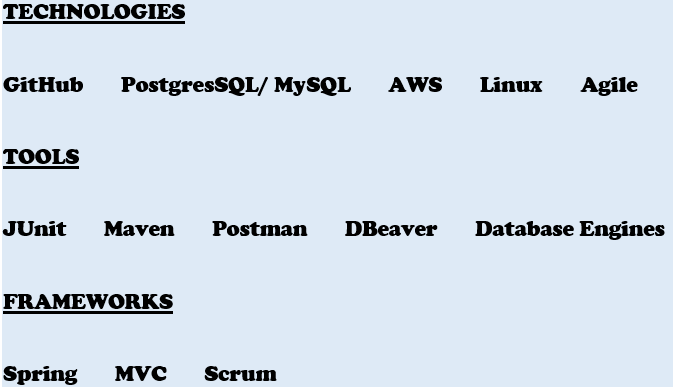 TECHNOLOGIES
GitHub PostgresSQL/ MySQL AWS Linux Agile
TOOLS
JUnit Maven Postman DBeaver Database Engines
FRAMEWORKS
Spring MVC Scrum